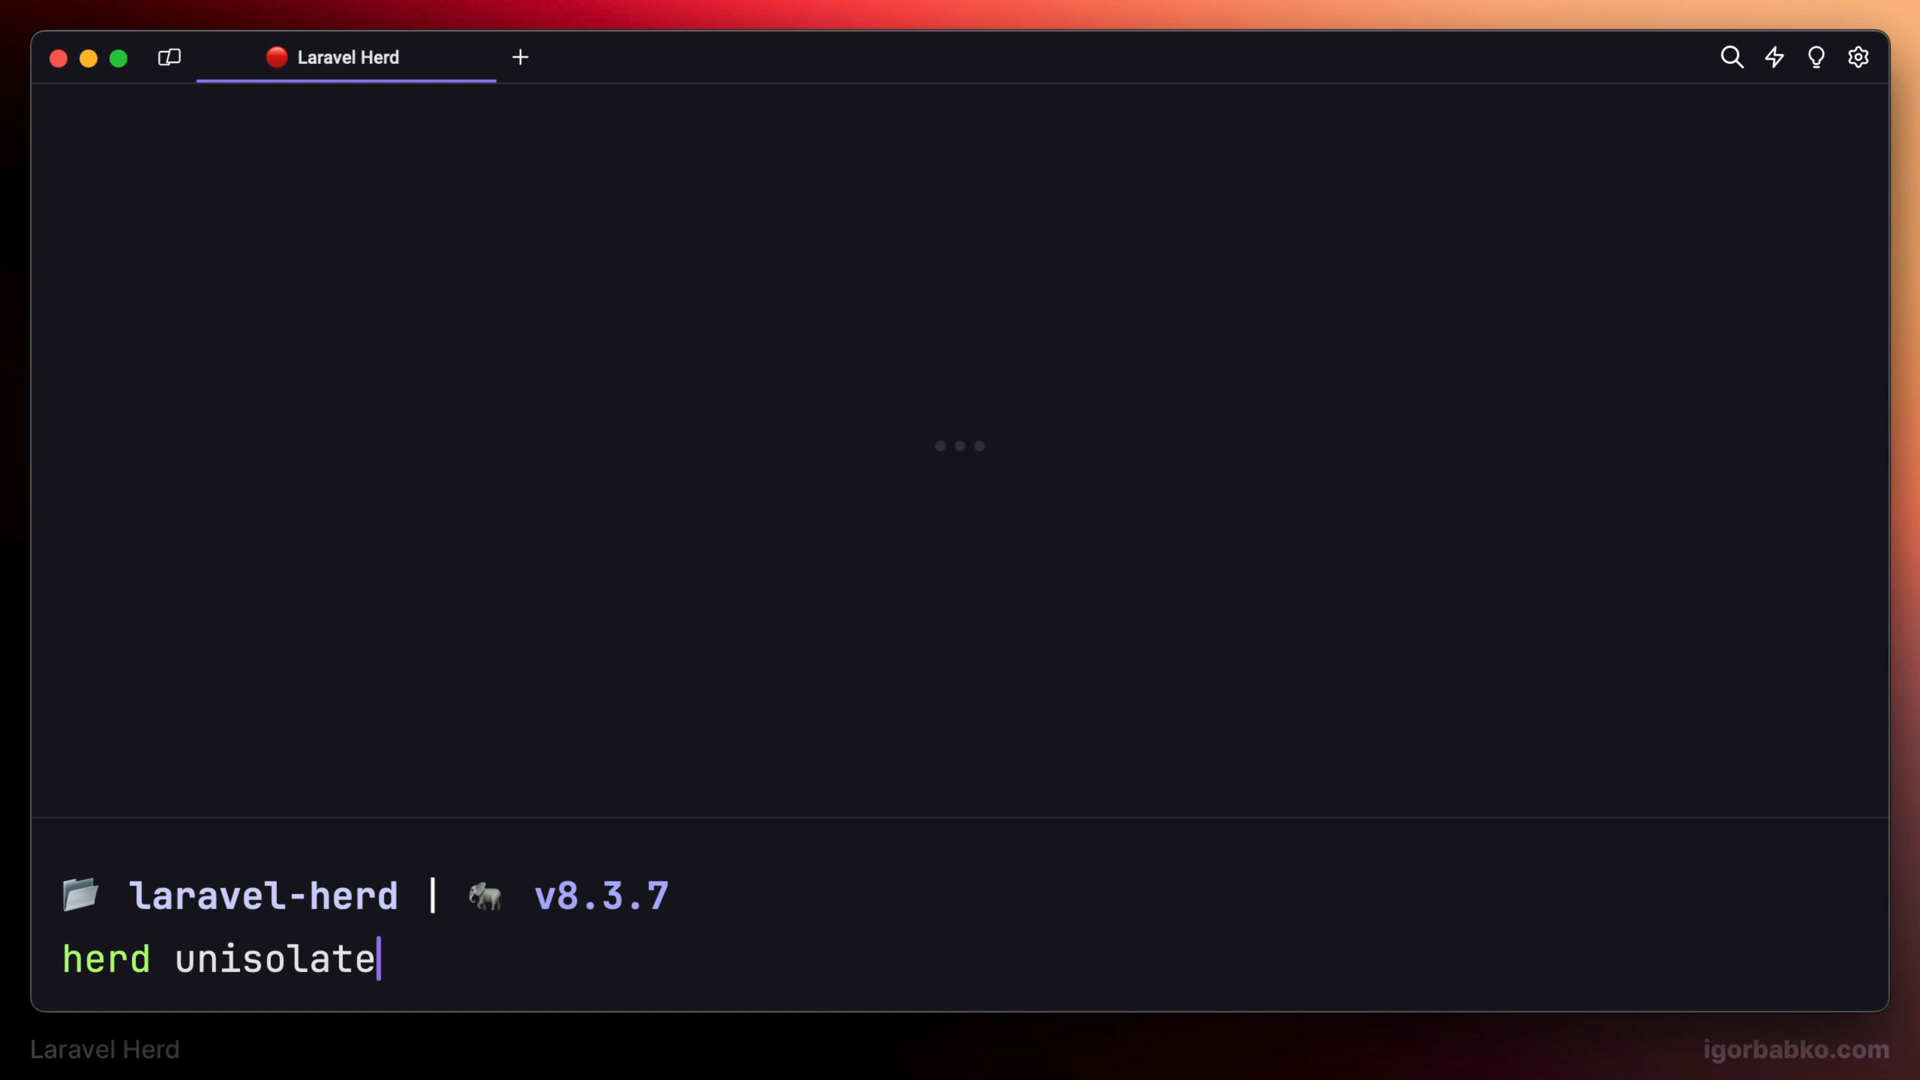 Laravel Herd
laravel-herd | v8.3.7
herd unisolate
Laravel Herd
igorbabko.com